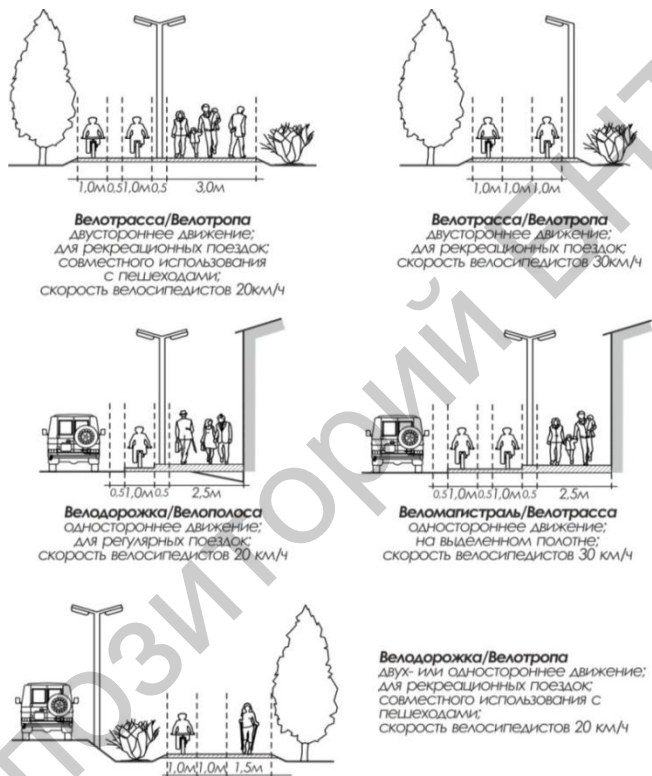 1,0м 0.5 1,0м 0.5 3,0м
Велотрасса/Велотропа
двустороннее движение;
для рекреационных поездок;
совместного использования
с пешеходами;
скорость велосипедистов 20км/ч
1,0м 1,0м 1,0м
Велотрасса/Велотропа
двустороннее движение;
для рекреационных поездок;
скорость велосипедистов 30км/ч
0.5 1,0м 0.5 2,5м
Велодорожка/Велополоса
одностороннее движение;
для регулярных поездок;
скорость велосипедистов 20 км/ч
0.5 1,0м 0.5 1,0м 0.5 2,5м
Веломагистраль/Велотрасса
одностороннее движение;
на выделенном полотне;
скорость велосипедистов 30 км/ч
1,0м 1,0м 1,5м
Велодорожка/Велотропа
двух- или одностороннее движение;
для рекреационных поездок;
совместного использования с
пешеходами;
скорость велосипедистов 20 км/ч